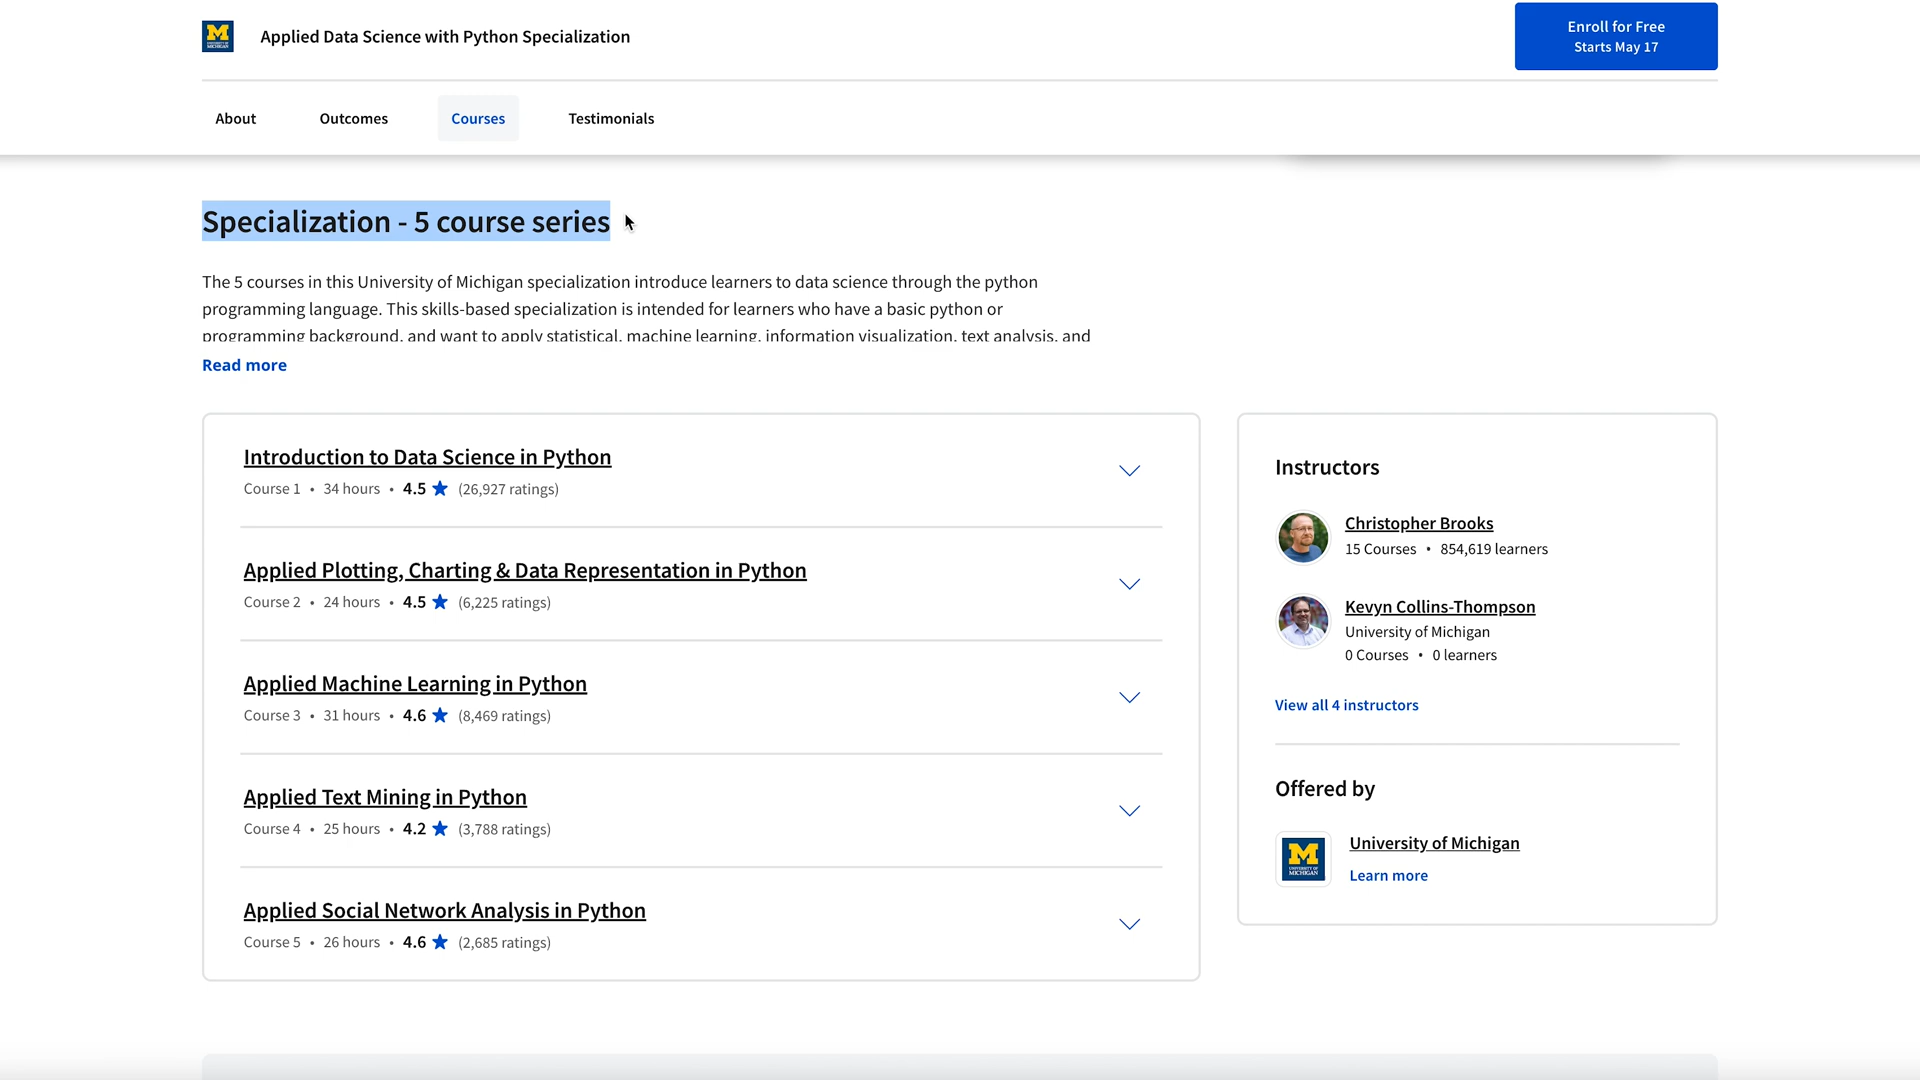 M
UNIVERSITY OF
MICHIGAN
Applied Data Science with Python Specialization
Enroll for Free
Starts May 17
About
Outcomes
Courses
Testimonials
Specialization - 5 course series
The 5 courses in this University of Michigan specialization introduce learners to data science through the python
programming language. This skills-based specialization is intended for learners who have a basic python or
programming background, and want to apply statistical, machine learning, information visualization, text analysis, and
Read more
Introduction to Data Science in Python
Course 1 • 34 hours • 4.5 ★ (26,927 ratings)
Applied Plotting, Charting & Data Representation in Python
Course 2 • 24 hours • 4.5 ★ (6,225 ratings)
Applied Machine Learning in Python
Course 3 • 31 hours • 4.6 ★ (8,469 ratings)
Applied Text Mining in Python
Course 4 • 25 hours • 4.2 ★ (3,788 ratings)
Applied Social Network Analysis in Python
Course 5 • 26 hours • 4.6 ★ (2,685 ratings)
Instructors
Christopher Brooks
15 Courses • 854,619 learners
Kevyn Collins-Thompson
University of Michigan
0 Courses • 0 learners
View all 4 instructors
Offered by
M
UNIVERSITY OF
MICHIGAN
University of Michigan
Learn more